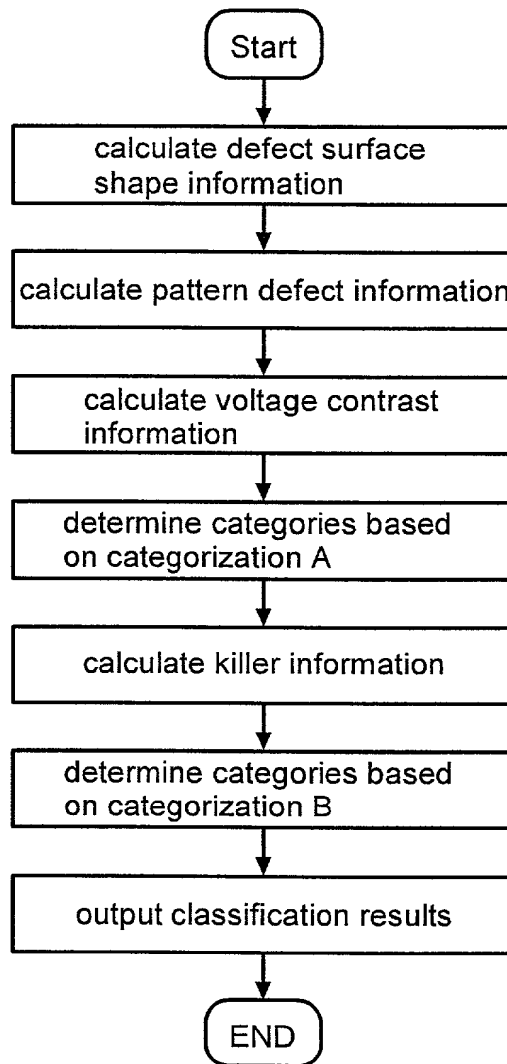 Start
calculate defect surface
shape information
calculate pattern defect information
calculate voltage contrast
information
determine categories based
on categorization A
calculate killer information
determine categories based
on categorization B
output classification results
END